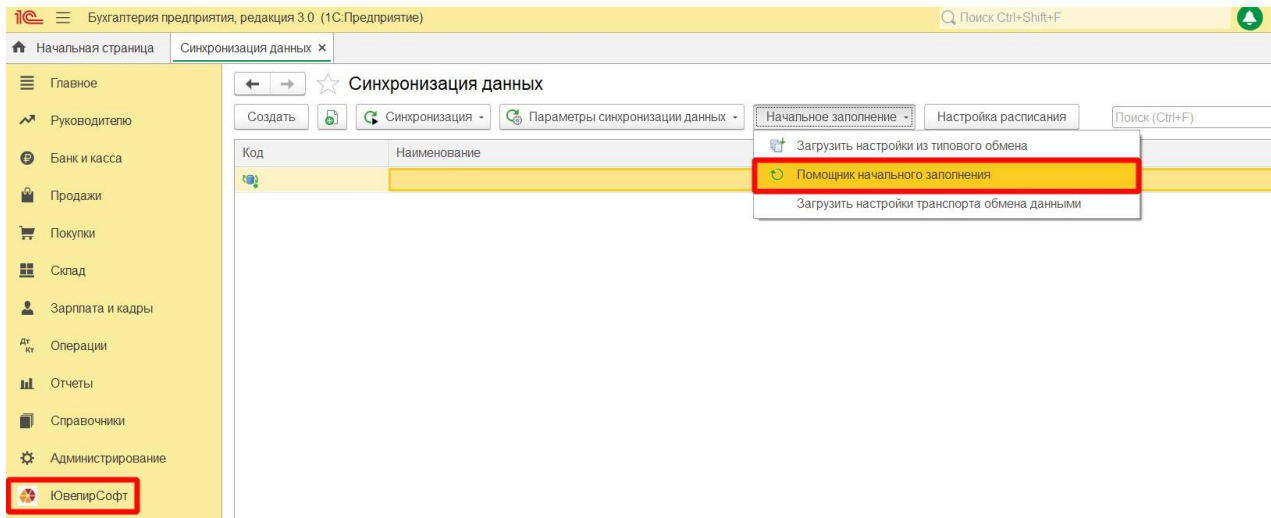 1С Бухгалтерия предприятия, редакция 3.0 (1С:Предприятие) Поиск Ctrl+Shift+F
Начальная страница Синхронизация данных ×
Главное
Руководителю
Банк и касса
Продажи
Покупки
Склад
Зарплата и кадры
Дт Кт Операции
Отчеты
Справочники
Администрирование
ЮвелирСофт
Синхронизация данных
Создать Синхронизация Параметры синхронизации данных Начальное заполнение Настройка расписания Поиск (Ctrl+F)
Код Наименование
Загрузить настройки из типового обмена
Помощник начального заполнения
Загрузить настройки транспорта обмена данными